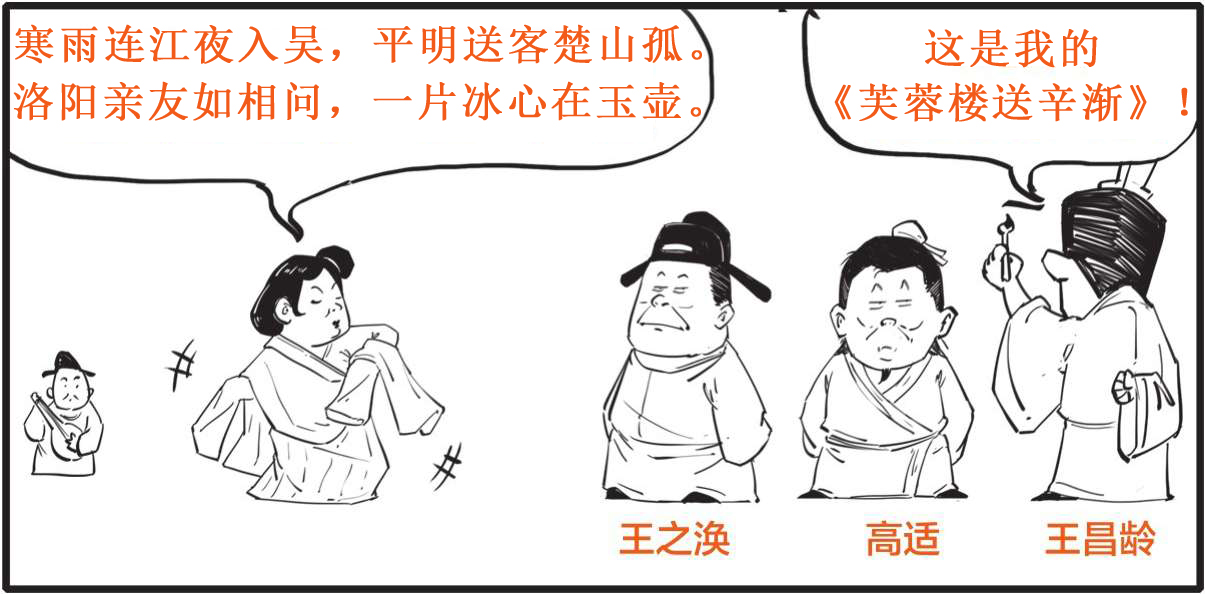 寒雨连江夜入吴，平明送客楚山孤。
洛阳亲友如相问，一片冰心在玉壶。
这是我的
《芙蓉楼送辛渐》！
王之涣
高适
王昌龄